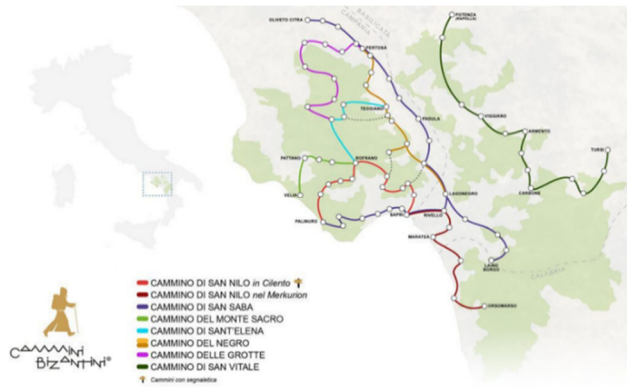 BASILICATA
CAMPANIA
OLIVETO CITRA
POTENZA
(NAPOLI)
PERTOSA
TEGGIANO
PADULA
VIGGIANO
ARMENTO
TURSI
CARBONE
PATTANO
ROFRANO
VELIA
LAGONEGRO
PALINURO
SAPRI
RIVELLO
MARATEA
LAINO
BORGO
CALABRIA
ORSOMARSO
CAMMINO DI SAN NILO in Cilento
CAMMINO DI SAN NILO nel Merkurion
CAMMINO DI SAN SABA
CAMMINO DEL MONTE SACRO
CAMMINO DI SANT'ELENA
CAMMINO DEL NEGRO
CAMMINO DELLE GROTTE
CAMMINO DI SAN VITALE
Cammini con segnaletica
CAMMINI
BIZANTINI®